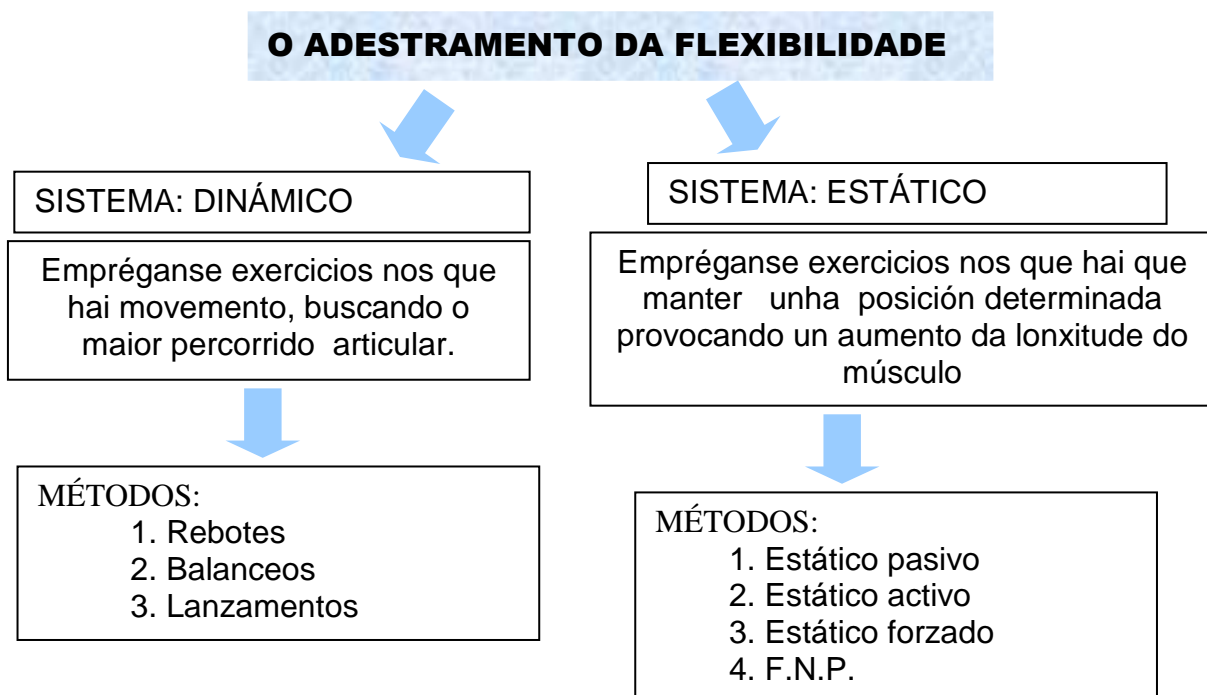 O ADESTRAMENTO DA FLEXIBILIDADE
SISTEMA: DINÁMICO
Empréganse exercicios nos que
hai movemento, buscando o
maior percorrido articular.
MÉTODOS:
1. Rebotes
2. Balanceos
3. Lanzamentos
SISTEMA: ESTÁTICO
Empréganse exercicios nos que hai que
manter unha posición determinada
provocando un aumento da lonxitude do
músculo
MÉTODOS:
1. Estático pasivo
2. Estático activo
3. Estático forzado
4. F.N.P.